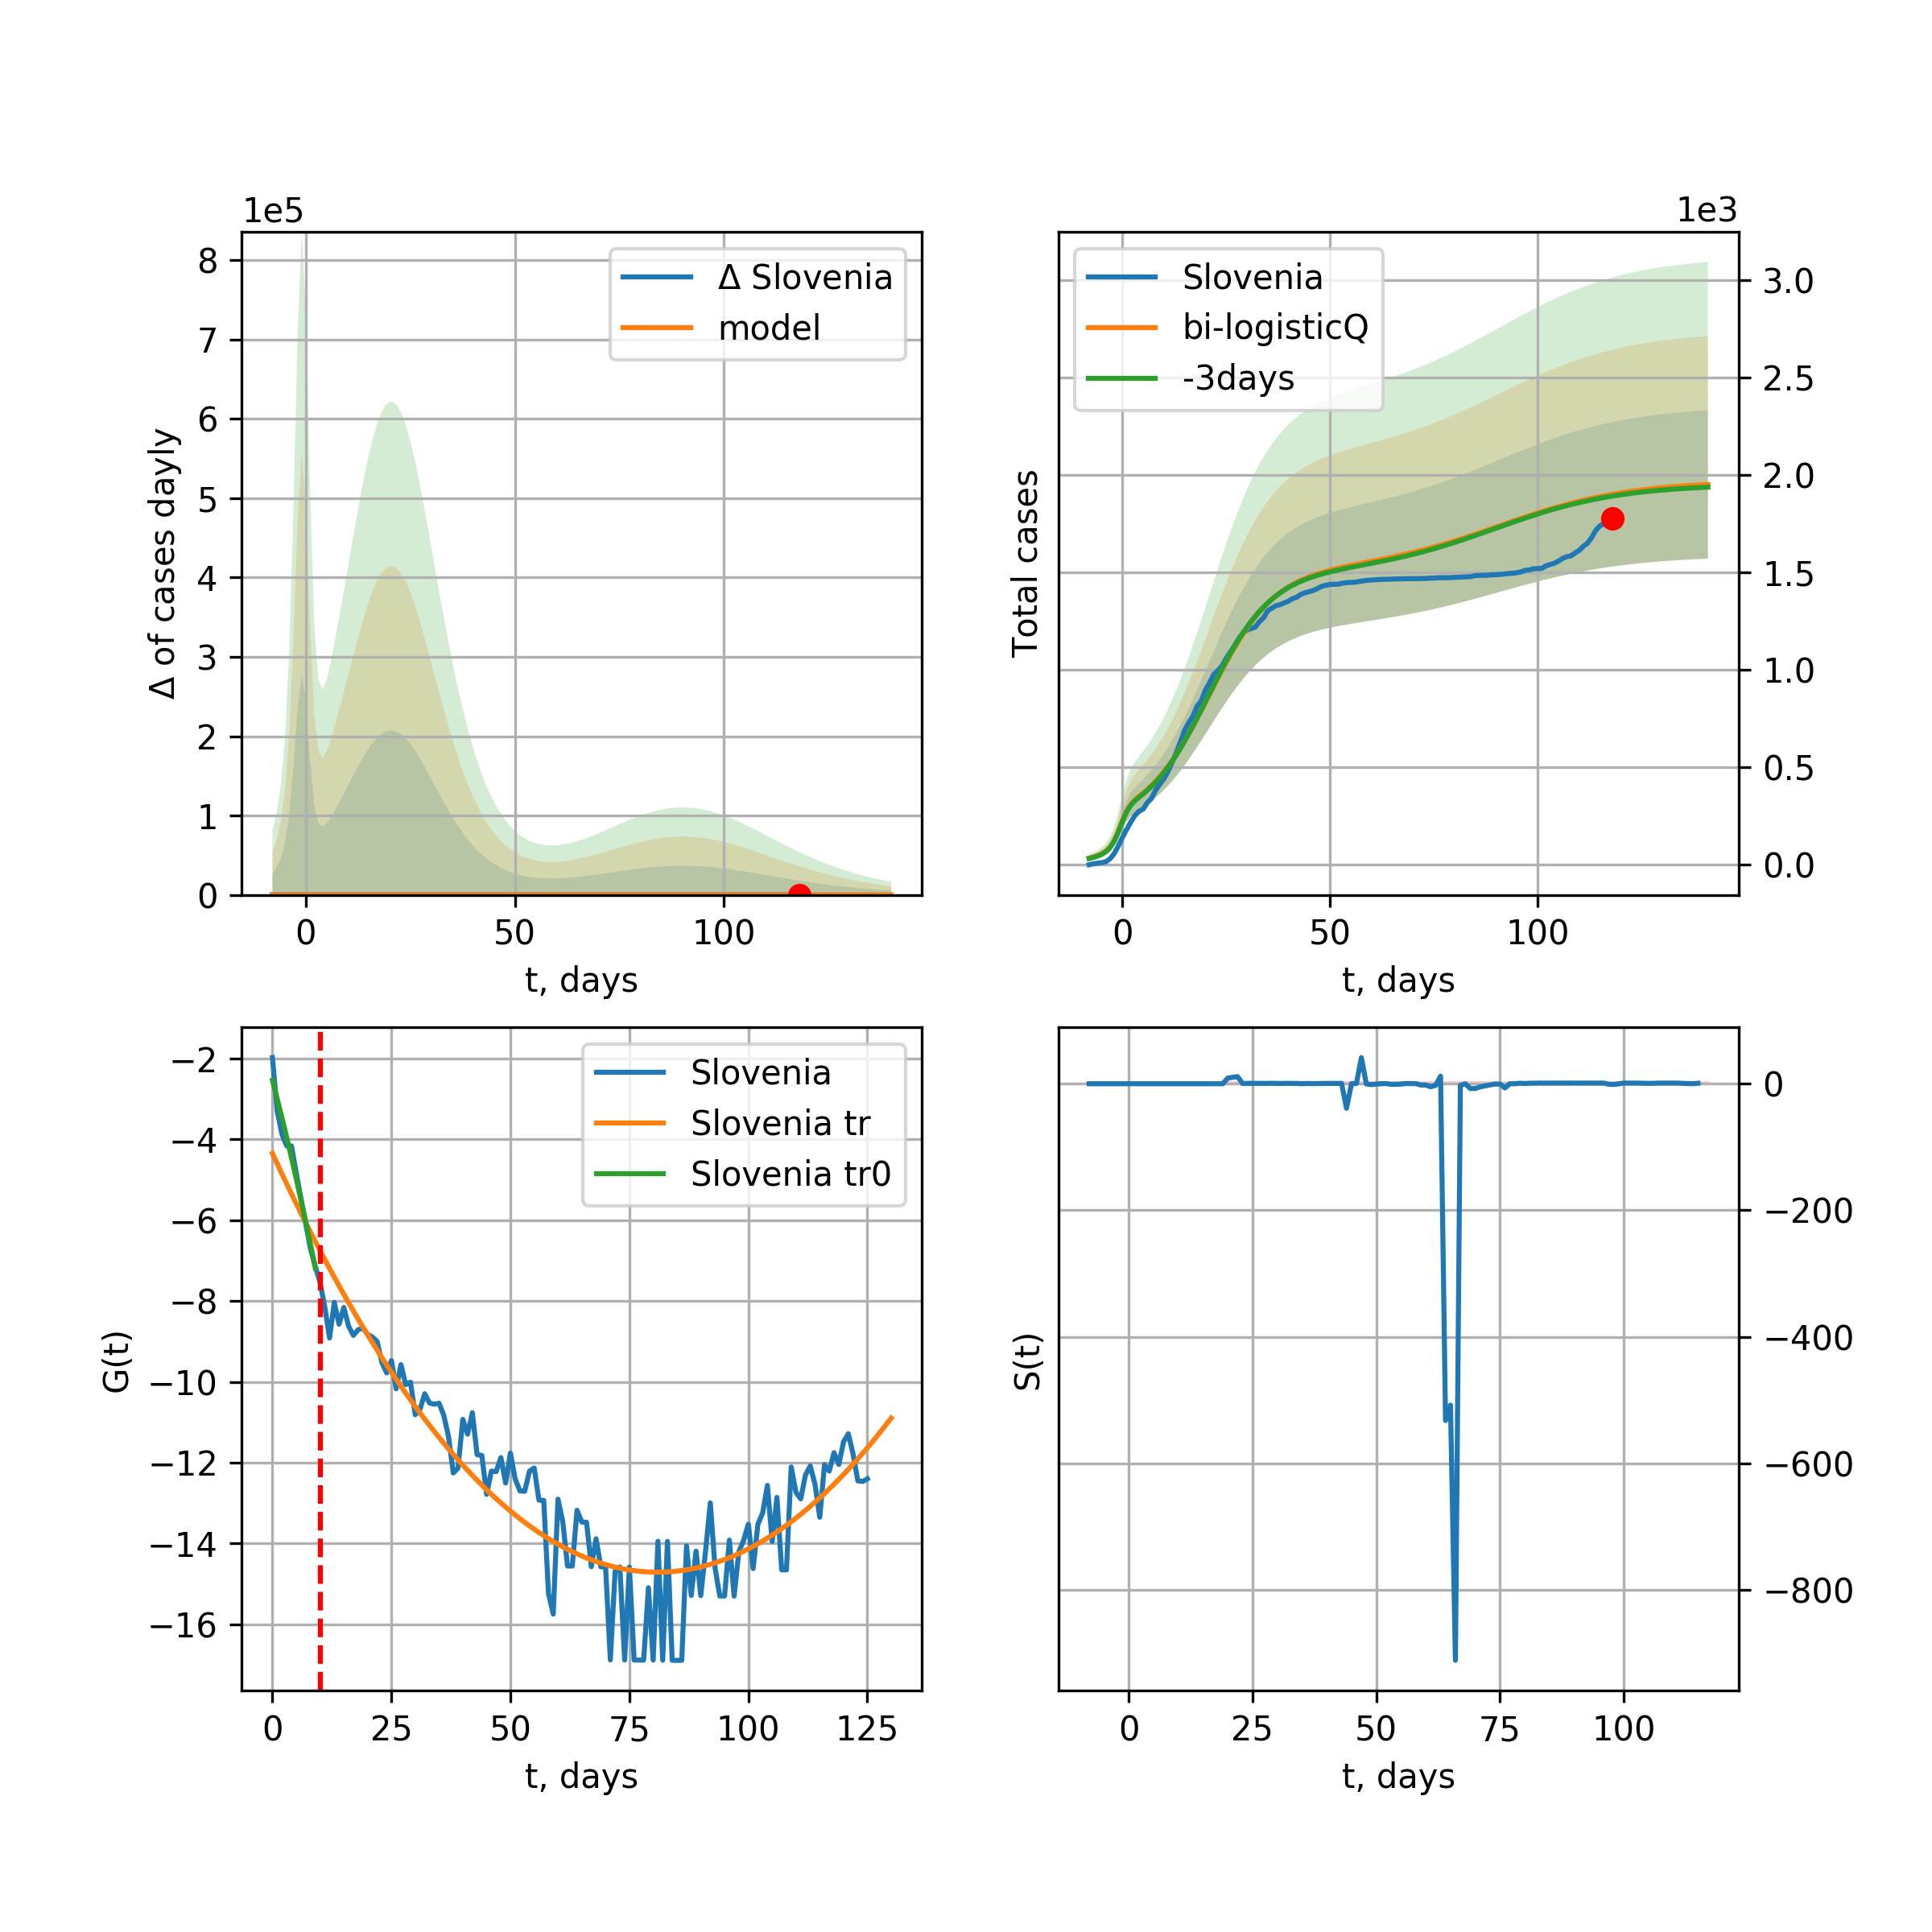 1e5
Δ of cases dayly
8
7
6
5
4
3
2
1
0
Δ Slovenia
model
0
50
100
t, days
1e3
Total cases
Slovenia
bi-logisticQ
-3days
3.0
2.5
2.0
1.5
1.0
0.5
0.0
0
50
100
t, days
G(t)
−2
−4
−6
−8
−10
−12
−14
−16
Slovenia
Slovenia tr
Slovenia tr0
0
25
50
75
100
125
t, days
S(t)
0
−200
−400
−600
−800
0
25
50
75
100
t, days